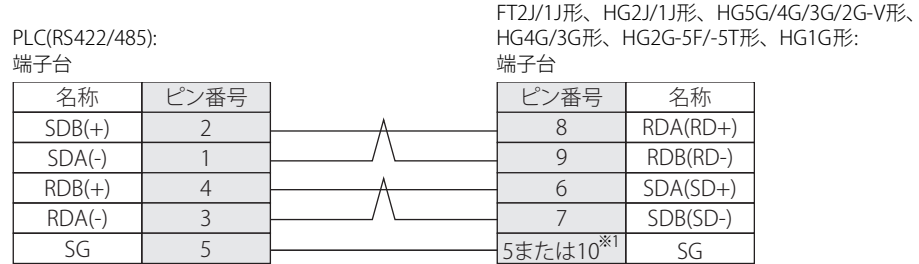 FT2J/1J形、HG2J/1J形、HG5G/4G/3G/2G-V形、
PLC(RS422/485): HG4G/3G形、HG2G-5F/-5T形、HG1G形:
端子台 端子台
名称 ピン番号 ピン番号 名称
SDB(+) 2 8 RDA(RD+)
SDA(-) 1 9 RDB(RD-)
RDB(+) 4 6 SDA(SD+)
RDA(-) 3 7 SDB(SD-)
SG 5 5または10※1 SG